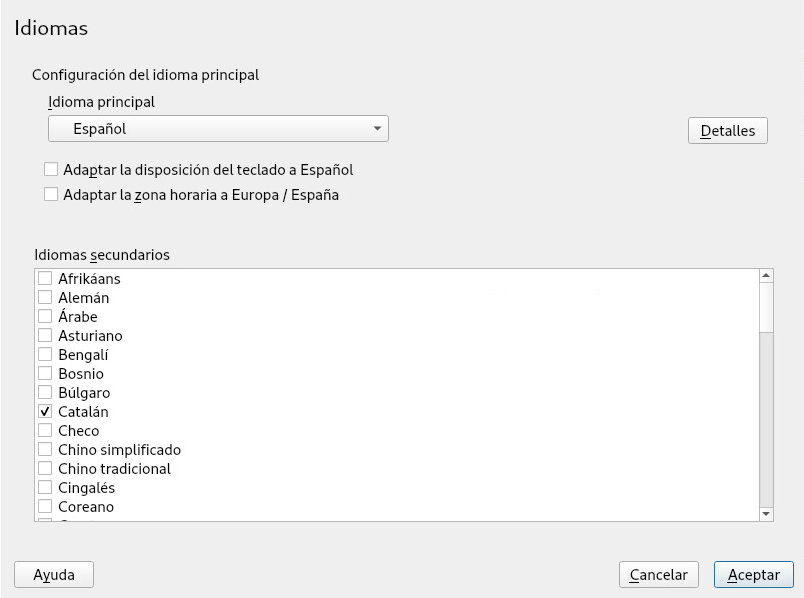 Idiomas
Configuración del idioma principal
Idioma principal
Español
Detalles
Adaptar la disposición del teclado a Español
Adaptar la zona horaria a Europa / España
Idiomas secundarios
Afrikáans
Alemán
Árabe
Asturiano
Bengalí
Bosnio
Búlgaro
Catalán
Checo
Chino simplificado
Chino tradicional
Cingalés
Coreano
Ayuda
Cancelar
Aceptar